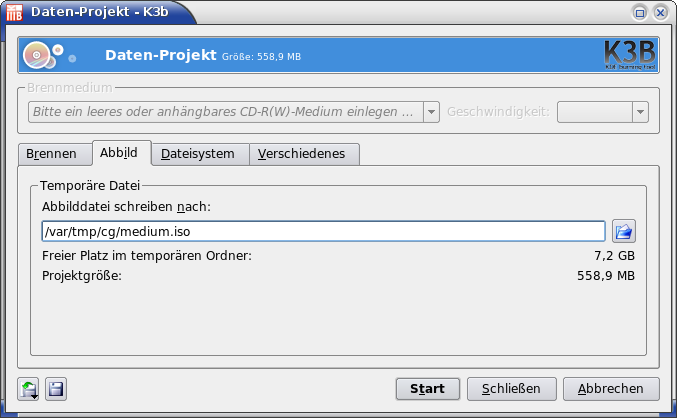 Daten-Projekt - K3b
Daten-Projekt Größe: 558,9 MB
K3B
Brennmedium
Bitte ein leeres oder anhängbares CD-R(W)-Medium einlegen ...
Geschwindigkeit:
Brennen
Abbild
Dateisystem
Verschiedenes
Temporäre Datei
Abbilddatei schreiben nach:
/var/tmp/cg/medium.iso
Freier Platz im temporären Ordner: 7,2 GB
Projektgröße: 558,9 MB
Start
Schließen
Abbrechen